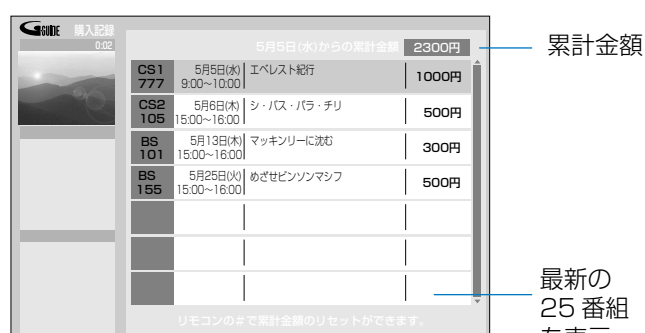 GGUIDE 購入記録
0:02
5月5日(水)からの累計金額 2300円
累計金額
CS1 777 5月5日(水) 9:00~10:00 エベレスト紀行 1000円
CS2 105 5月6日(木) 15:00~16:00 シ・パス・パラ・チリ 500円
BS 101 5月13日(木) 15:00~16:00 マッキンリーに沈む 300円
BS 155 5月25日(火) 15:00~16:00 めざせビンソンマシフ 500円
最新の
25 番組
を表示
リモコンの#で累計金額のリセットができます。